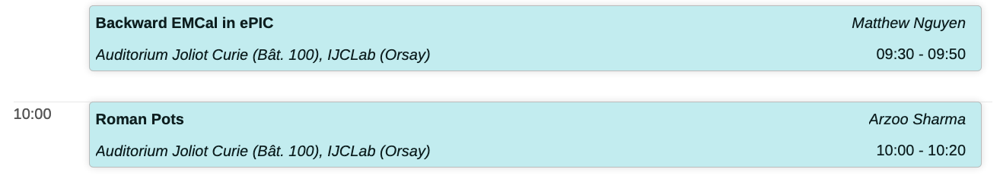 Backward EMCal in ePIC Matthew Nguyen
Auditorium Joliot Curie (Bât. 100), IJCLab (Orsay) 09:30 - 09:50
10:00 Roman Pots Arzoo Sharma
Auditorium Joliot Curie (Bât. 100), IJCLab (Orsay) 10:00 - 10:20